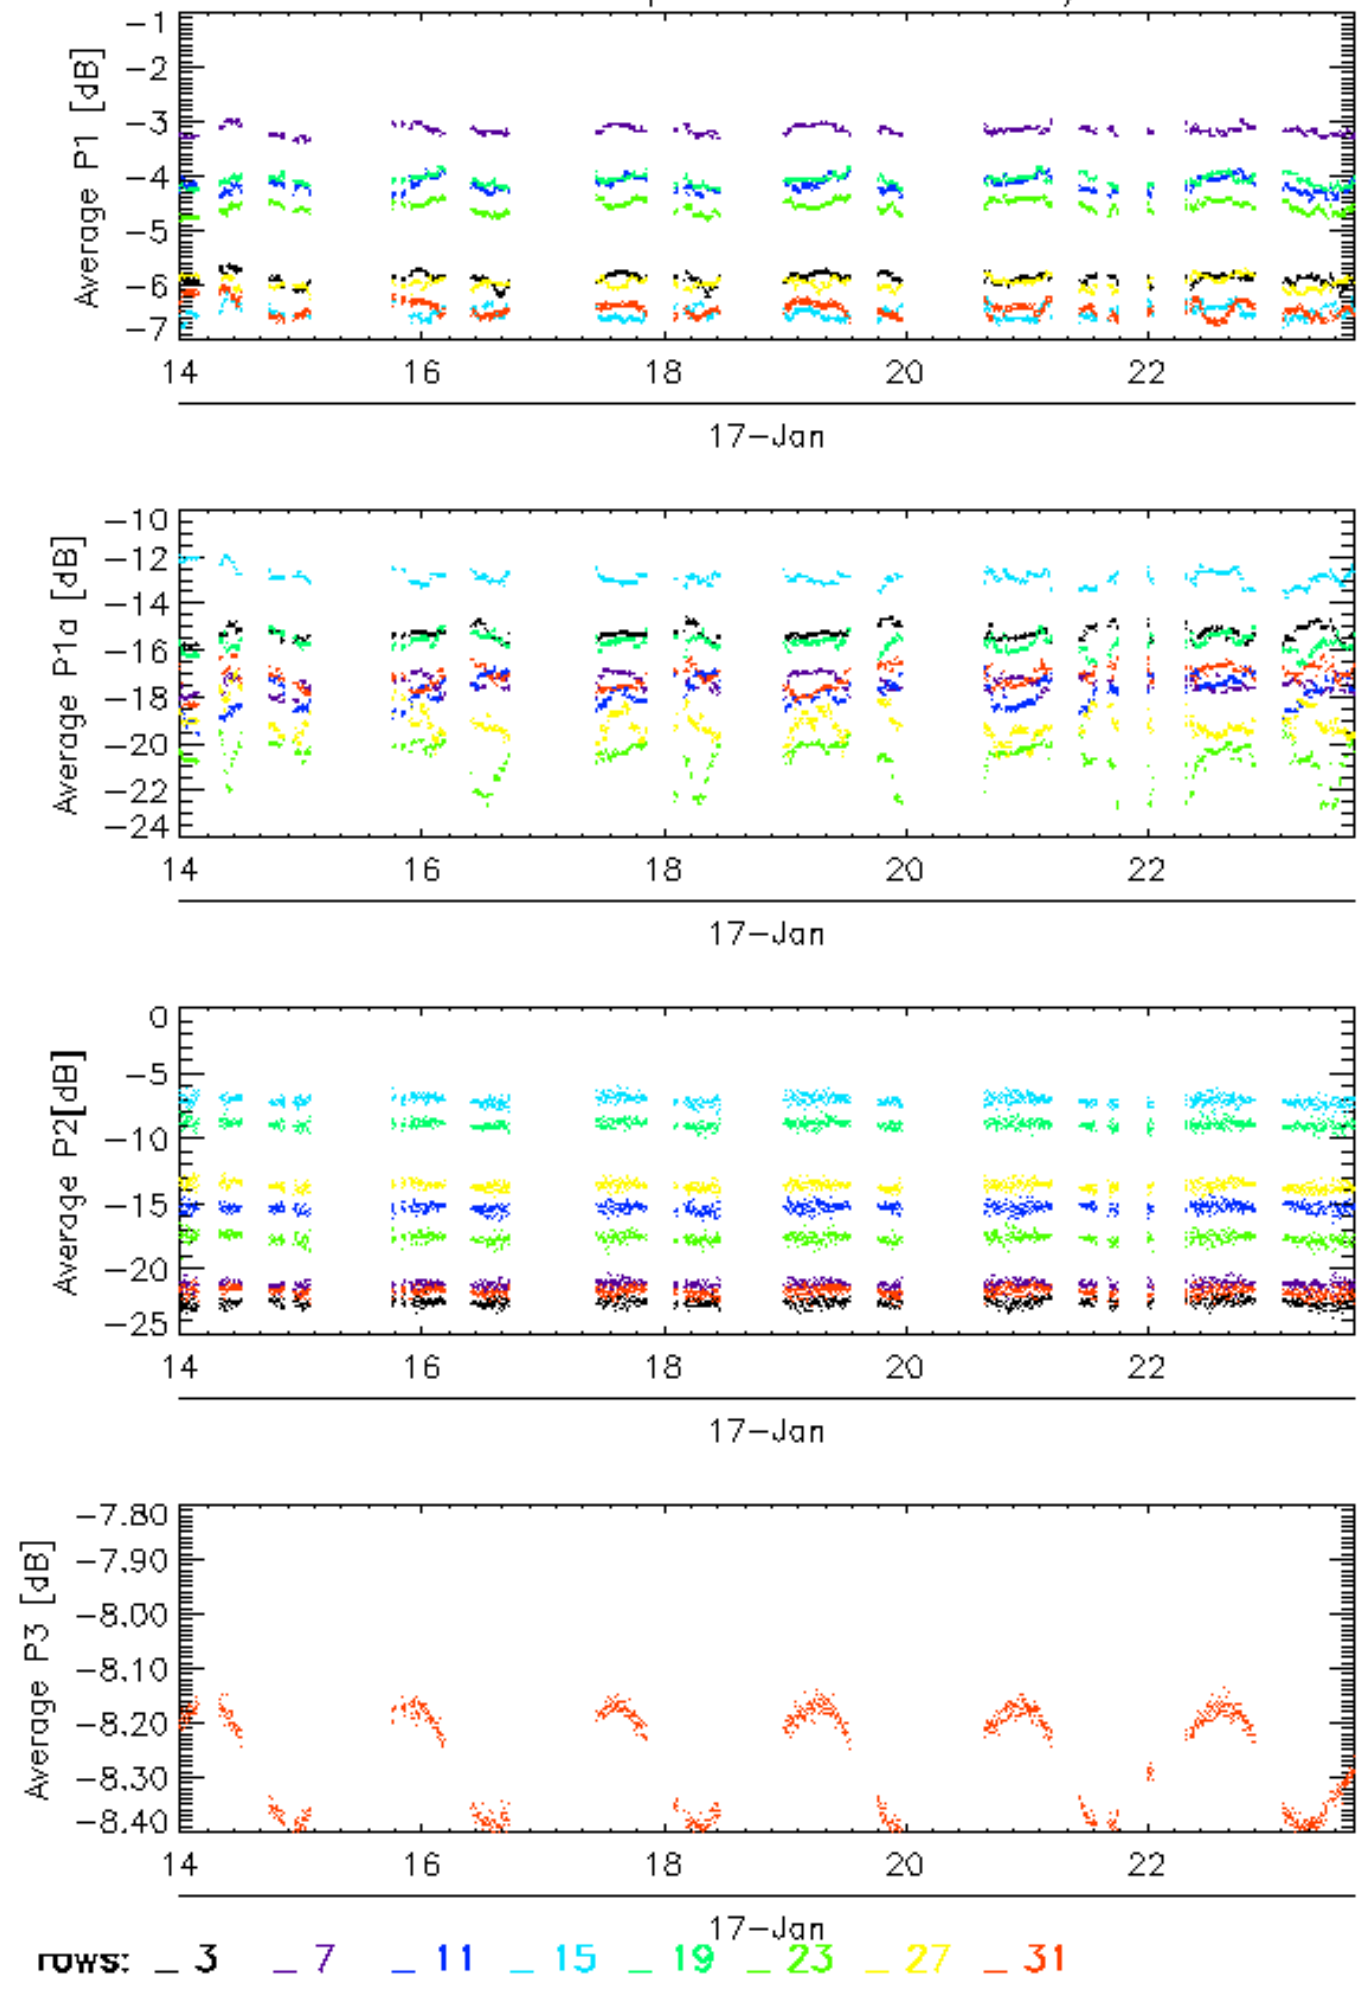 Average P1 [dB]
−1
−2
−3
−4
−5
−6
−7
14 16 18 20 22
17−Jan
Average P1a [dB]
−10
−12
−14
−16
−18
−20
−22
−24
14 16 18 20 22
17−Jan
Average P2[dB]
0
−5
−10
−15
−20
−25
14 16 18 20 22
17−Jan
Average P3 [dB]
−7.80
−7.90
−8.00
−8.10
−8.20
−8.30
−8.40
14 16 18 20 22
17−Jan
rows: _ 3 _ 7 _ 11 _ 15 _ 19 _ 23 _ 27 _ 31